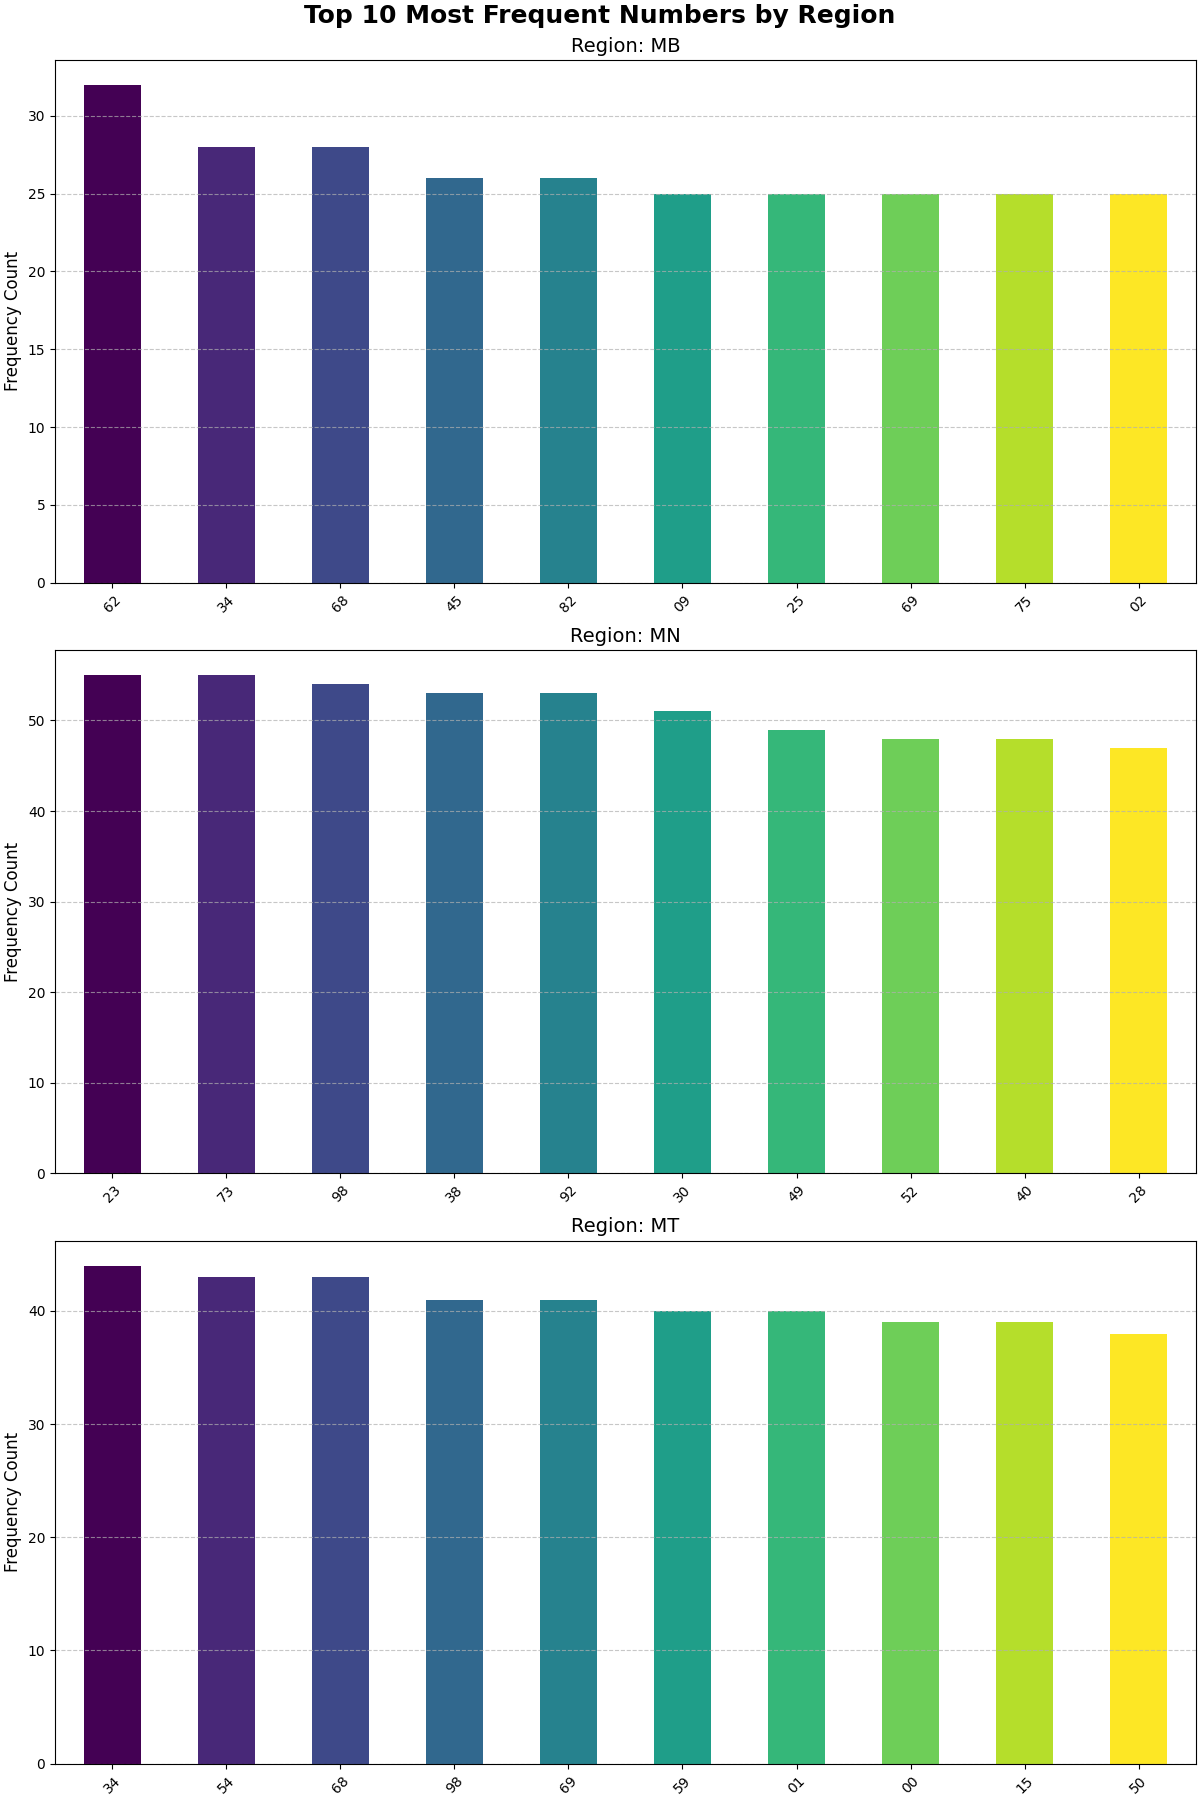 Top 10 Most Frequent Numbers by Region
Region: MB
Frequency Count
30
25
20
15
10
5
0
62 34 68 45 82 09 25 69 75 02
Region: MN
Frequency Count
50
40
30
20
10
0
23 73 98 38 92 30 49 52 40 28
Region: MT
Frequency Count
40
30
20
10
0
34 54 68 98 69 59 01 00 15 50